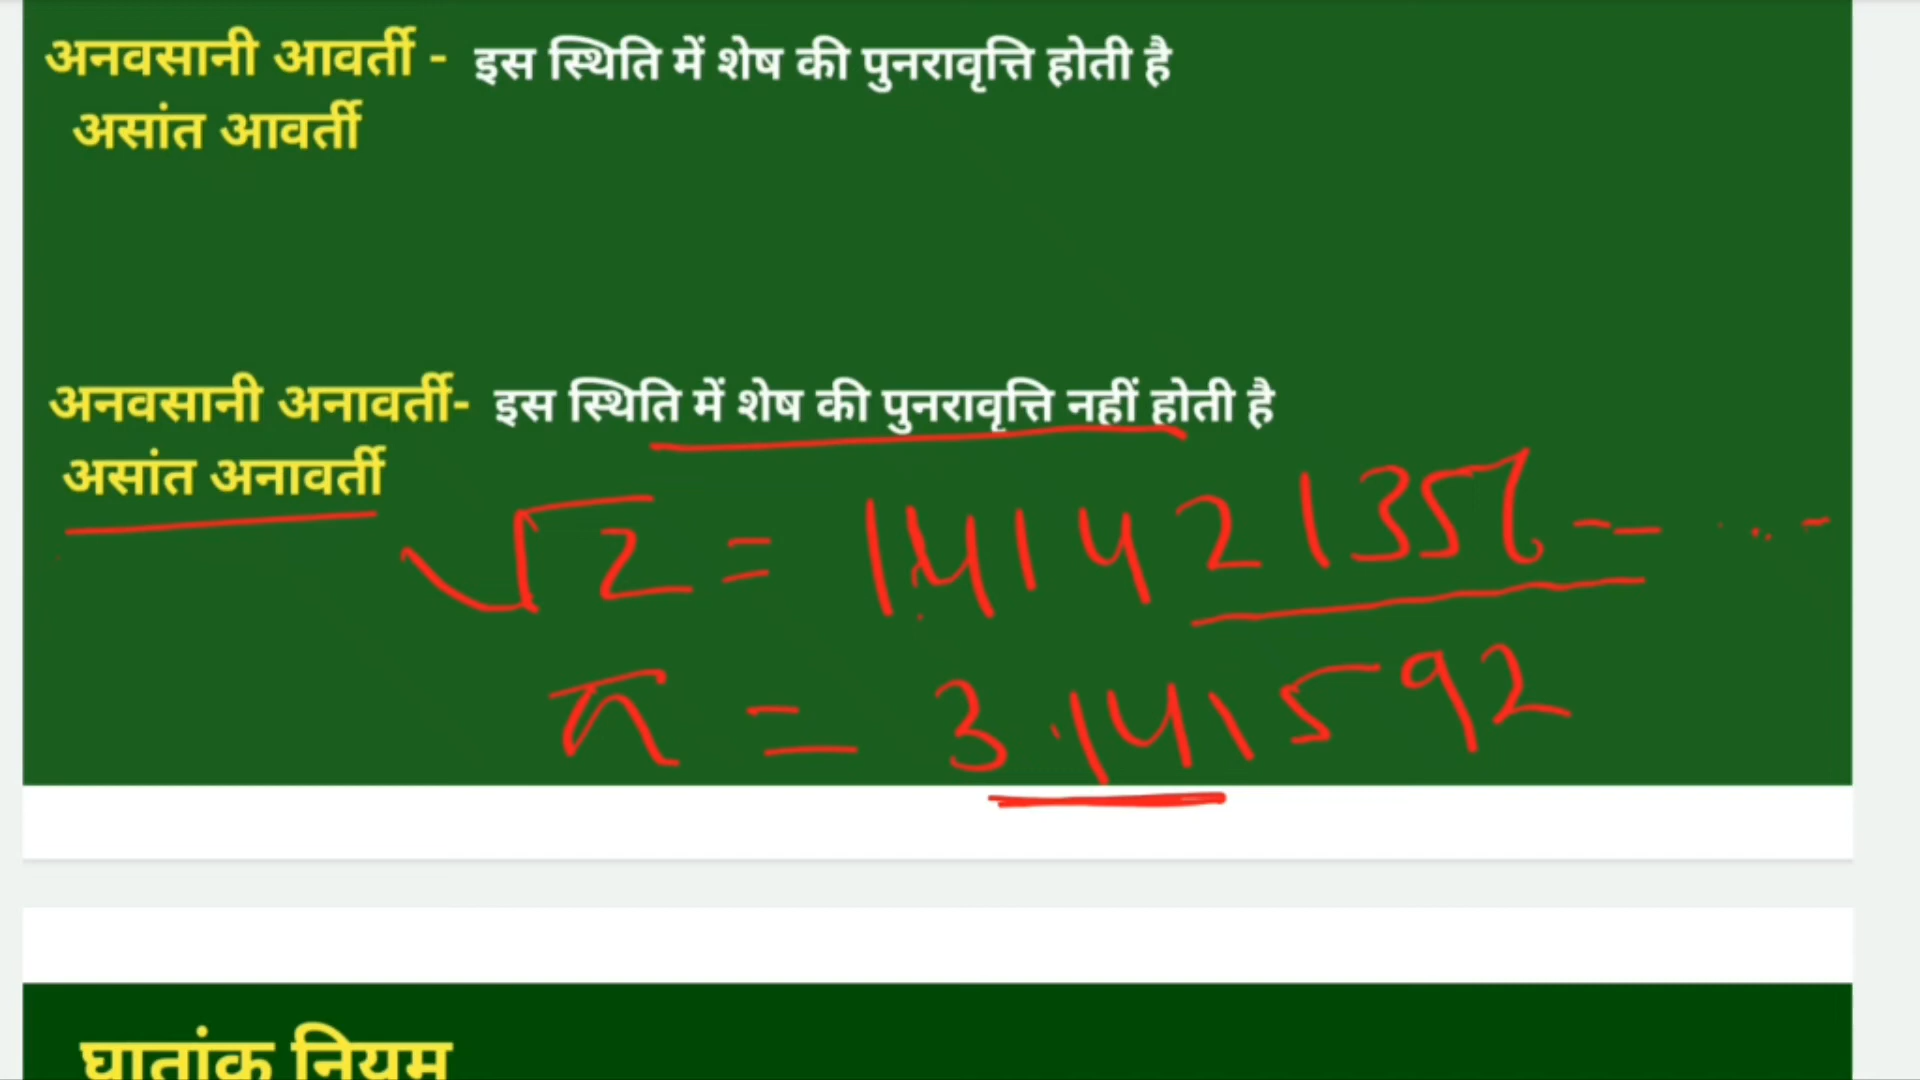 अनवसानी आवर्ती - इस स्थिति में शेष की पुनरावृत्ति होती है
असांत आवर्ती
अनवसानी अनावर्ती- इस स्थिति में शेष की पुनरावृत्ति नहीं होती है
असांत अनावर्ती
√2 = 1.41421356-- ...-
π = 3.141592
घातांक नियम